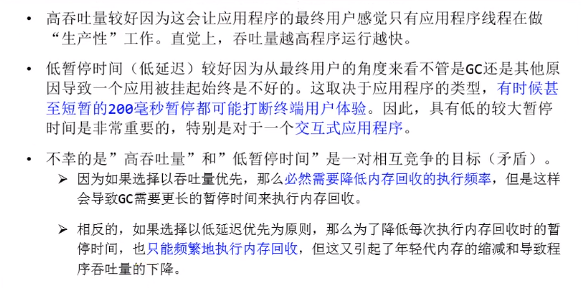 • 高吞吐量较好因为这会让应用程序的最终用户感觉只有应用程序线程在做
“生产性”工作。直觉上，吞吐量越高程序运行越快。
• 低暂停时间（低延迟）较好因为从最终用户的角度来看不管是GC还是其他原
因导致一个应用被挂起始终是不好的。这取决于应用程序的类型，有时候甚
至短暂的200毫秒暂停都可能打断终端用户体验。因此，具有低的较大暂停
时间是非常重要的，特别是对于一个交互式应用程序。
• 不幸的是”高吞吐量”和”低暂停时间”是一对相互竞争的目标（矛盾）。
➢ 因为如果选择以吞吐量优先，那么必然需要降低内存回收的执行频率，但是这样
会导致GC需要更长的暂停时间来执行内存回收。
➢ 相反的，如果选择以低延迟优先为原则，那么为了降低每次执行内存回收时的暂
停时间，也只能频繁地执行内存回收，但这又引起了年轻代内存的缩减和导致程
序吞吐量的下降。